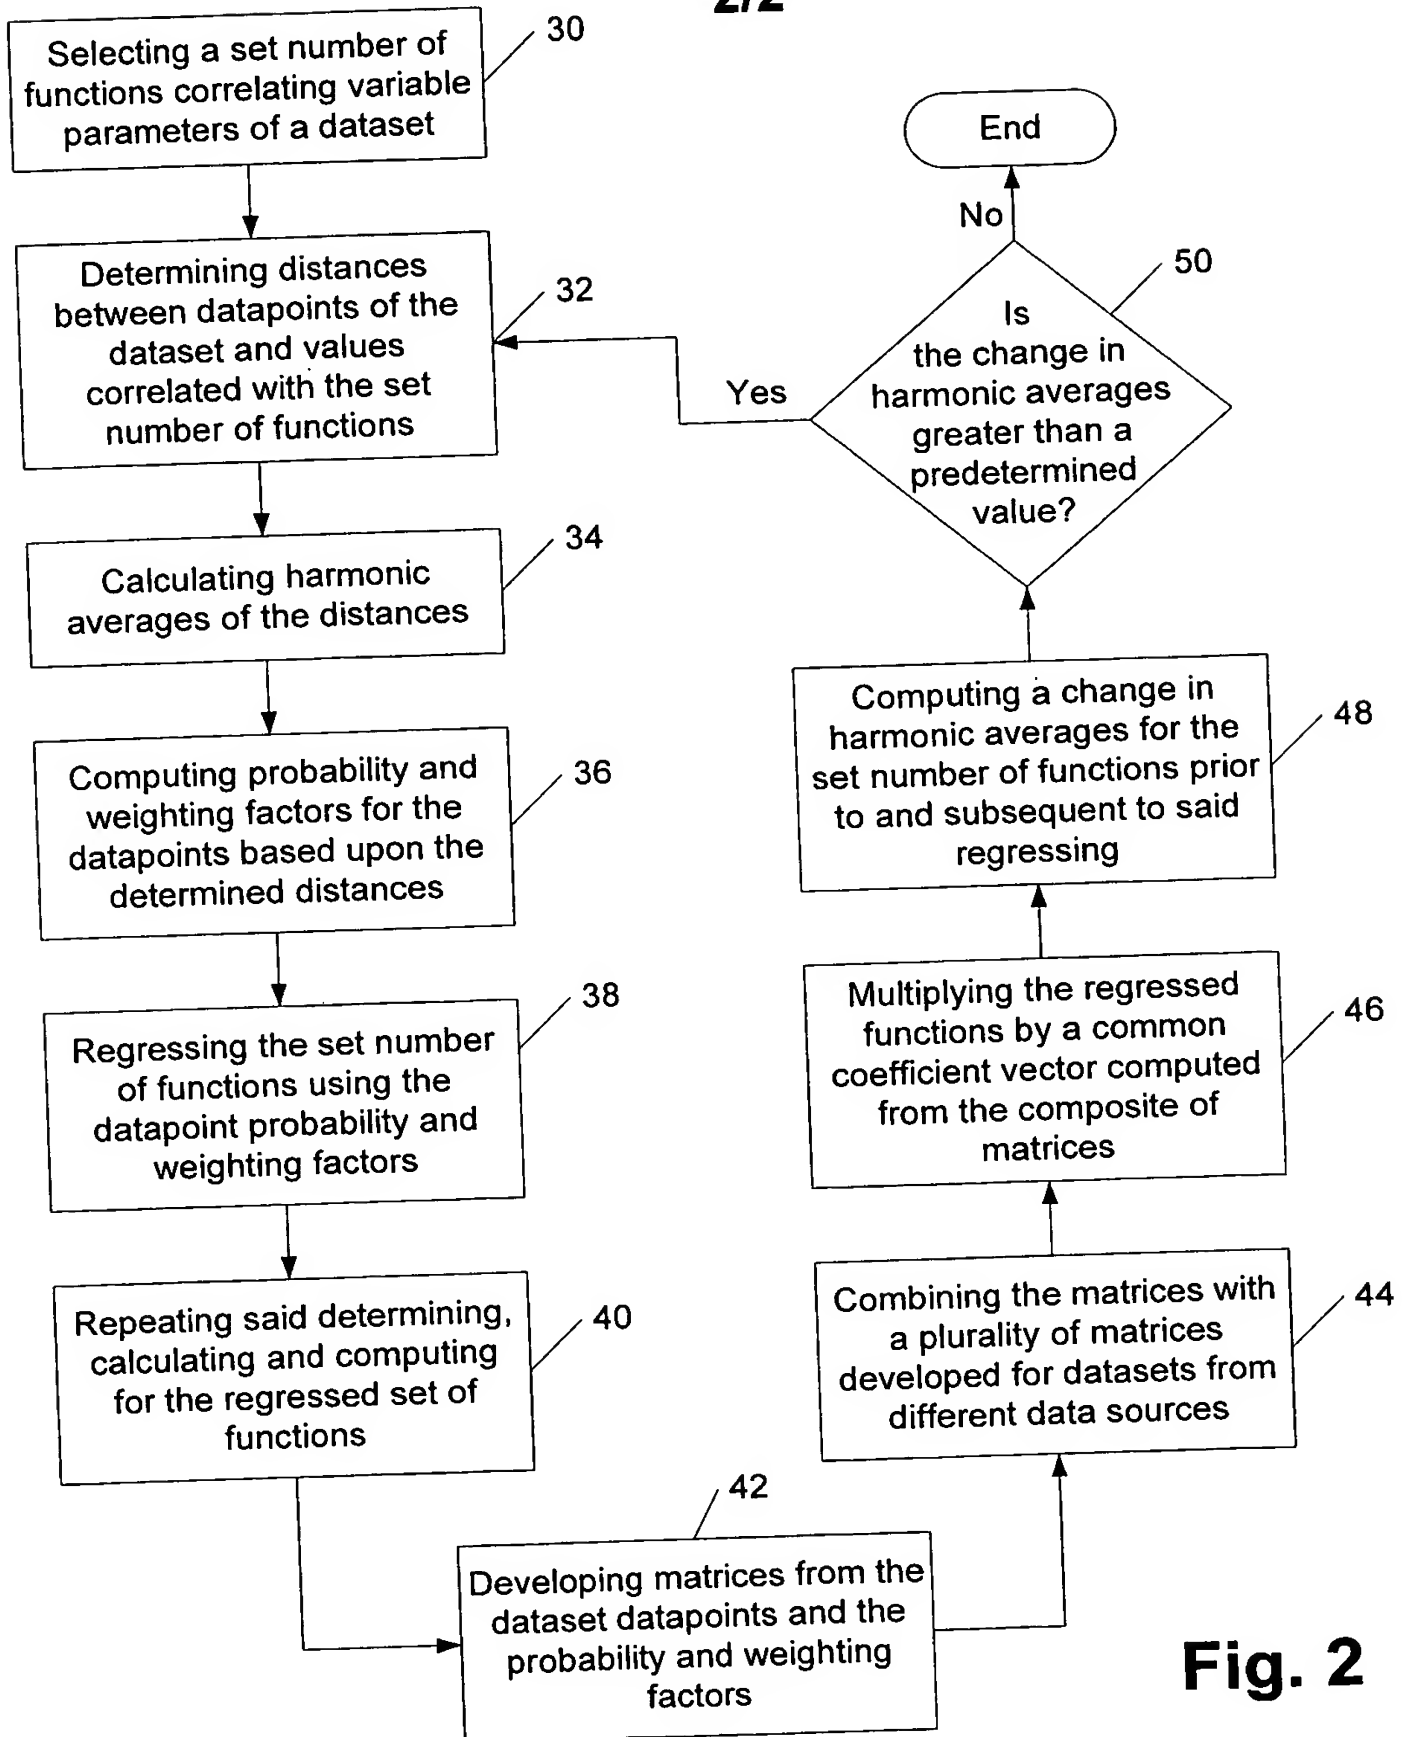 2/2
Selecting a set number of
functions correlating variable
parameters of a dataset
30
Determining distances
between datapoints of the
dataset and values
correlated with the set
number of functions
32
Calculating harmonic
averages of the distances
34
Computing probability and
weighting factors for the
datapoints based upon the
determined distances
36
Regressing the set number
of functions using the
datapoint probability and
weighting factors
38
Repeating said determining,
calculating and computing
for the regressed set of
functions
40
Developing matrices from the
dataset datapoints and the
probability and weighting
factors
42
Combining the matrices with
a plurality of matrices
developed for datasets from
different data sources
44
Multiplying the regressed
functions by a common
coefficient vector computed
from the composite of
matrices
46
Computing a change in
harmonic averages for the
set number of functions prior
to and subsequent to said
regressing
48
Is
the change in
harmonic averages
greater than a
predetermined
value?
50
Yes
No
End
Fig. 2